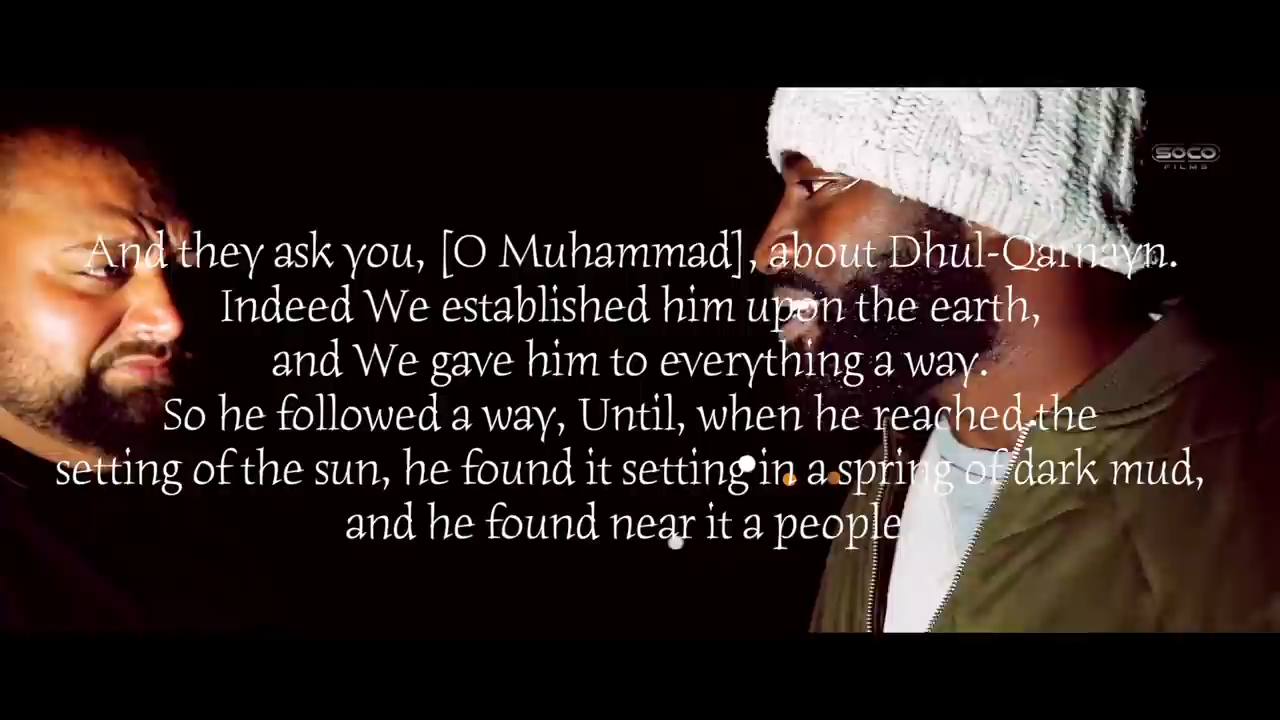 SOCO
FILMS
And they ask you, [O Muhammad], about Dhul-Qarnayn.
Indeed We established him upon the earth,
and We gave him to everything a way.
So he followed a way, Until, when he reached the
setting of the sun, he found it setting in a spring of dark mud,
and he found near it a people